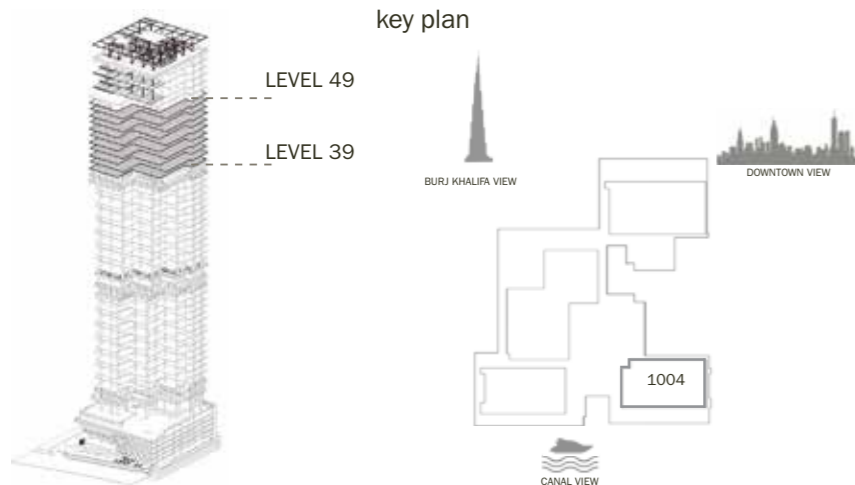 key plan
LEVEL 49
LEVEL 39
BURJ KHALIFA VIEW
DOWNTOWN VIEW
1004
CANAL VIEW